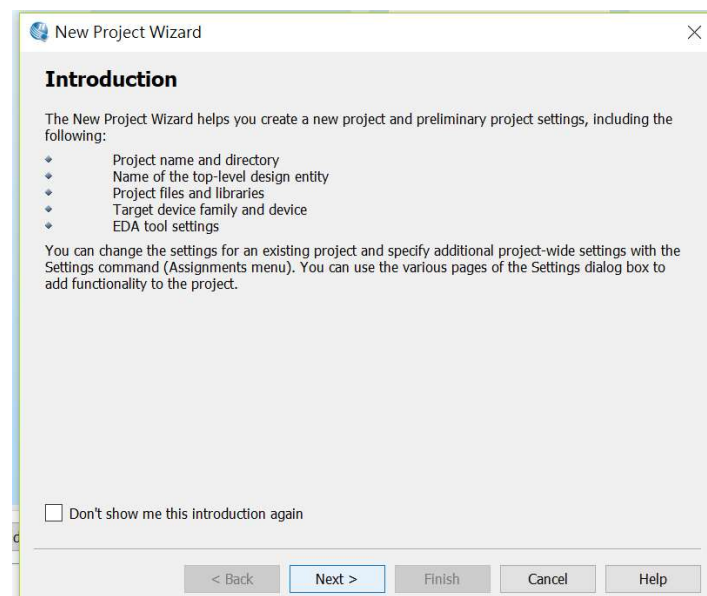 New Project Wizard
Introduction
The New Project Wizard helps you create a new project and preliminary project settings, including the
following:
Project name and directory
Name of the top-level design entity
Project files and libraries
Target device family and device
EDA tool settings
You can change the settings for an existing project and specify additional project-wide settings with the
Settings command (Assignments menu). You can use the various pages of the Settings dialog box to
add functionality to the project.
Don't show me this introduction again
< Back Next > Finish Cancel Help